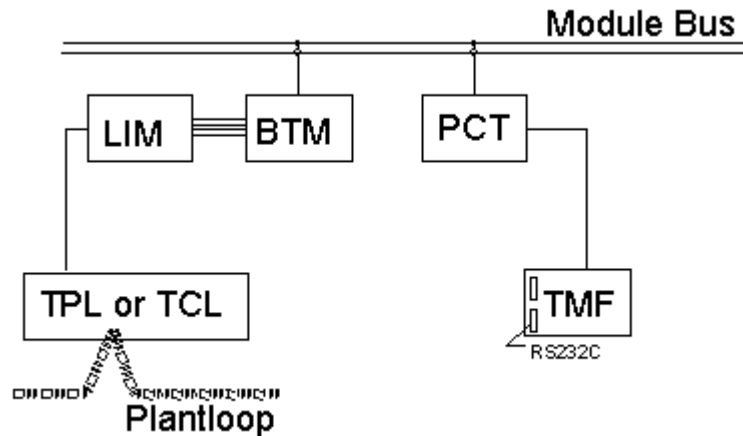 Module Bus
LIM
BTM
PCT
TPL or TCL
TMF
RS232C
Plantloop